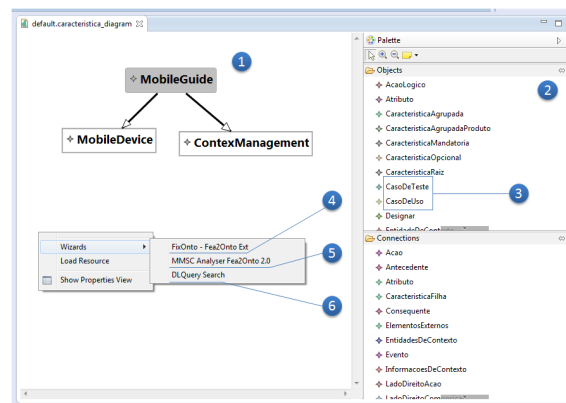 default.caracteristica_diagram
1
MobileGuide
MobileDevice
ContexManagement
Wizards
Load Resource
Show Properties View
FixOnto - Fea2Onto Ext
MMSC Analyser Fea2Onto 2.0
DLQuery Search
4
5
6
Palette
Objects
2
AcaoLogico
Atributo
CaracteristicaAgrupada
CaracteristicaAgrupadaProduto
CaracteristicaMandatoria
CaracteristicaOpcional
CaracteristicaRaiz
CasoDeTeste
CasoDeUso
3
Designar
Connections
Acao
Antecedente
Atributo
CaracteristicaFilha
Consequente
ElementosExternos
EntidadesDeContexto
Evento
InformacoesDeContexto
LadoDireitoAcao